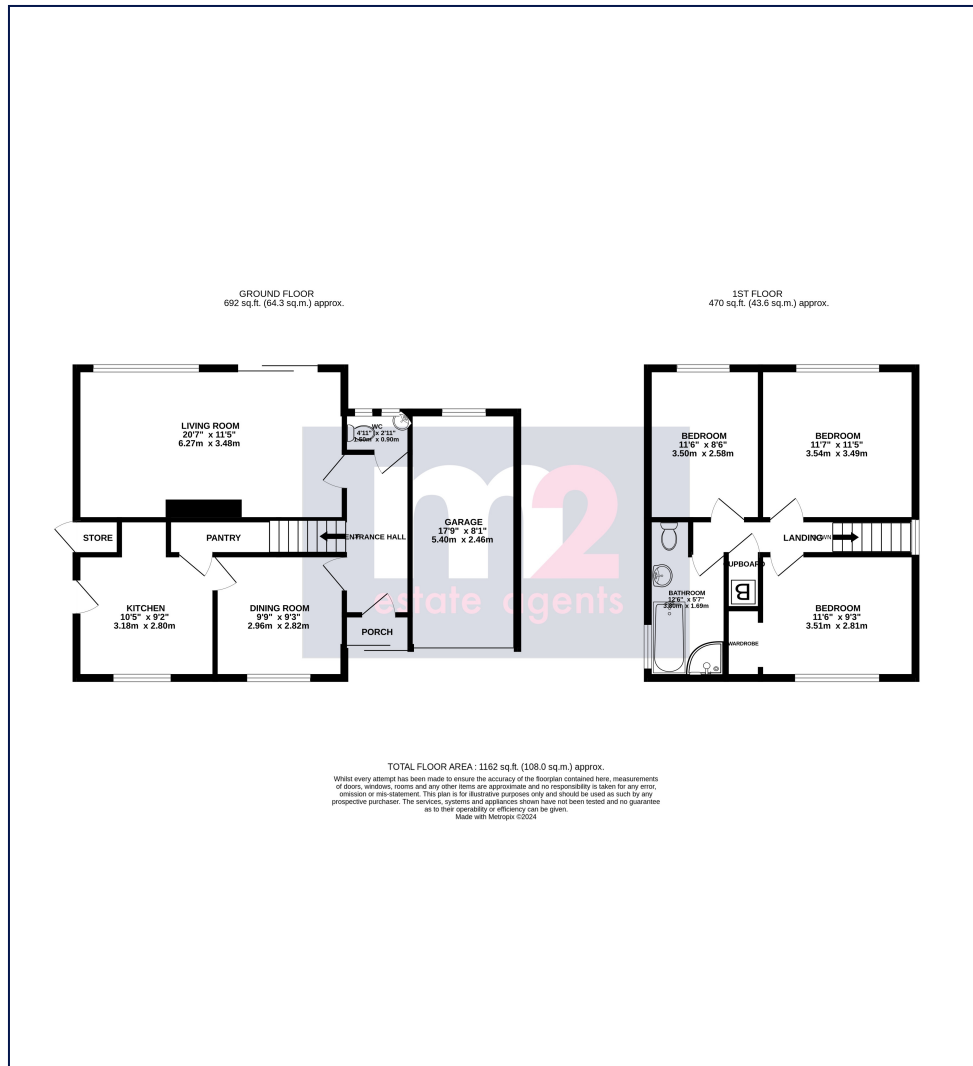 GROUND FLOOR
692 sq.ft. (64.3 sq.m.) approx.
1ST FLOOR
470 sq.ft. (43.6 sq.m.) approx.
LIVING ROOM
20'7" x 11'5"
6.27m x 3.48m
WC
4'11" x 2'11"
1.50m x 0.90m
STORE
PANTRY
ENTRANCE HALL
GARAGE
17'9" x 8'1"
5.40m x 2.46m
KITCHEN
10'5" x 9'2"
3.18m x 2.80m
DINING ROOM
9'9" x 9'3"
2.96m x 2.82m
PORCH
BEDROOM
11'6" x 8'6"
3.50m x 2.58m
BEDROOM
11'7" x 11'5"
3.54m x 3.49m
LANDING
DOWN
CUPBOARD
B
BATHROOM
12'6" x 5'7"
3.80m x 1.69m
WARDROBE
BEDROOM
11'6" x 9'3"
3.51m x 2.81m
m2
estate agents
TOTAL FLOOR AREA : 1162 sq.ft. (108.0 sq.m.) approx.
Whilst every attempt has been made to ensure the accuracy of the floorplan contained here, measurements
of doors, windows, rooms and any other items are approximate and no responsibility is taken for any error,
omission or mis-statement. This plan is for illustrative purposes only and should be used as such by any
prospective purchaser. The services, systems and appliances shown have not been tested and no guarantee
as to their operability or efficiency can be given.
Made with Metropix ©2024